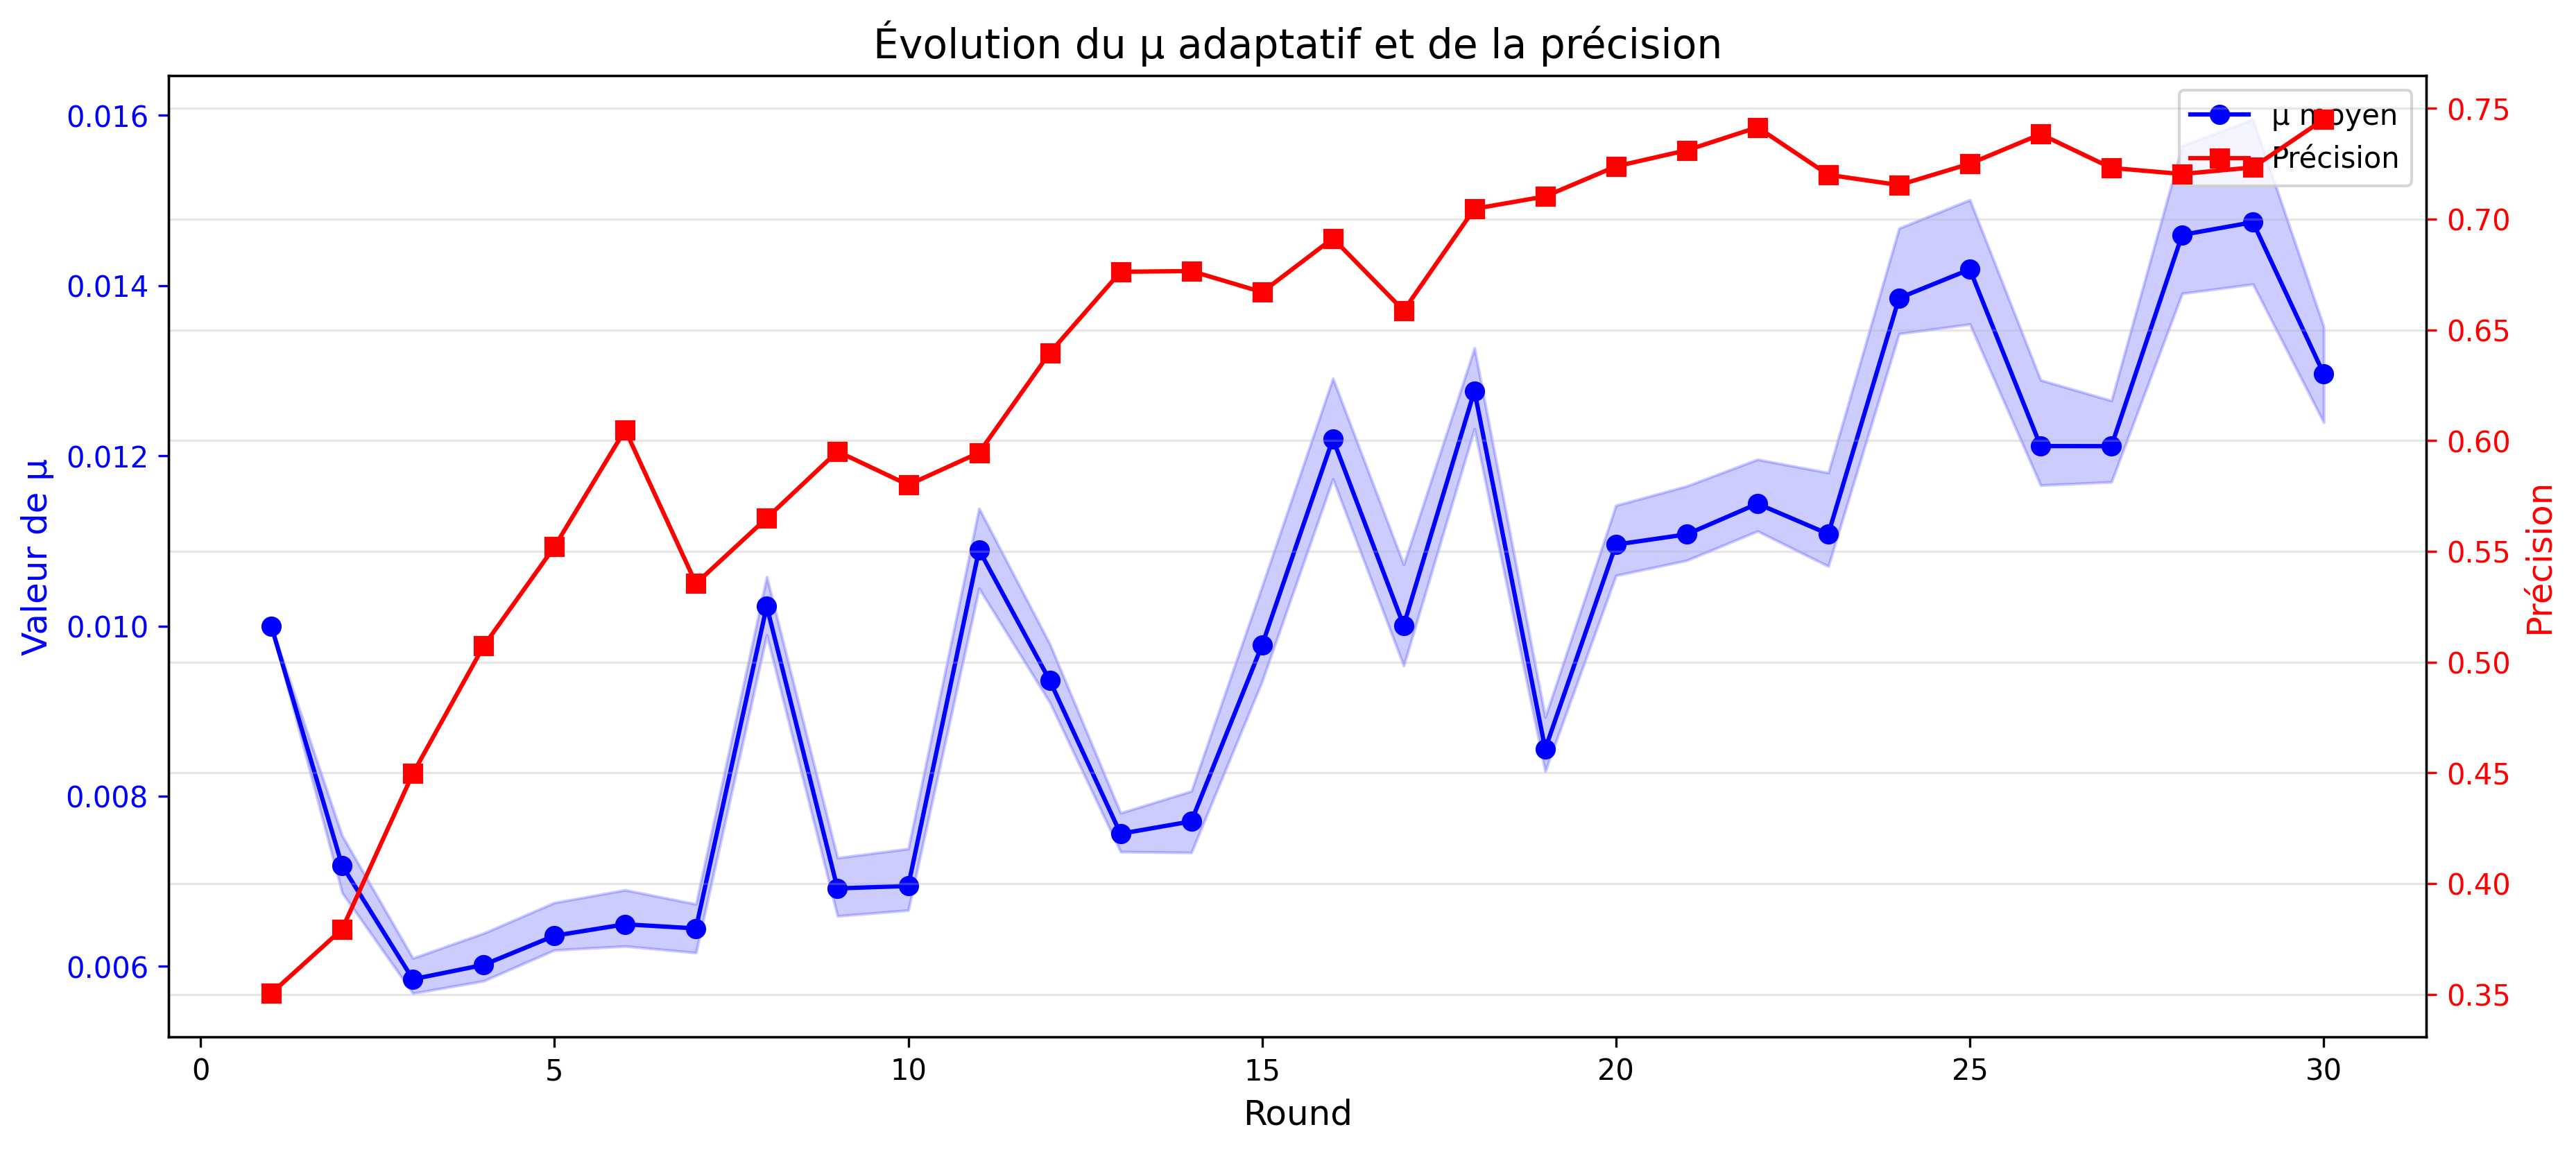 Évolution du μ adaptatif et de la précision
Valeur de μ
0.016
0.014
0.012
0.010
0.008
0.006
μ moyen
Précision
0.75
0.70
0.65
0.60
0.55
0.50
0.45
0.40
0.35
Précision
0 5 10 15 20 25 30
Round